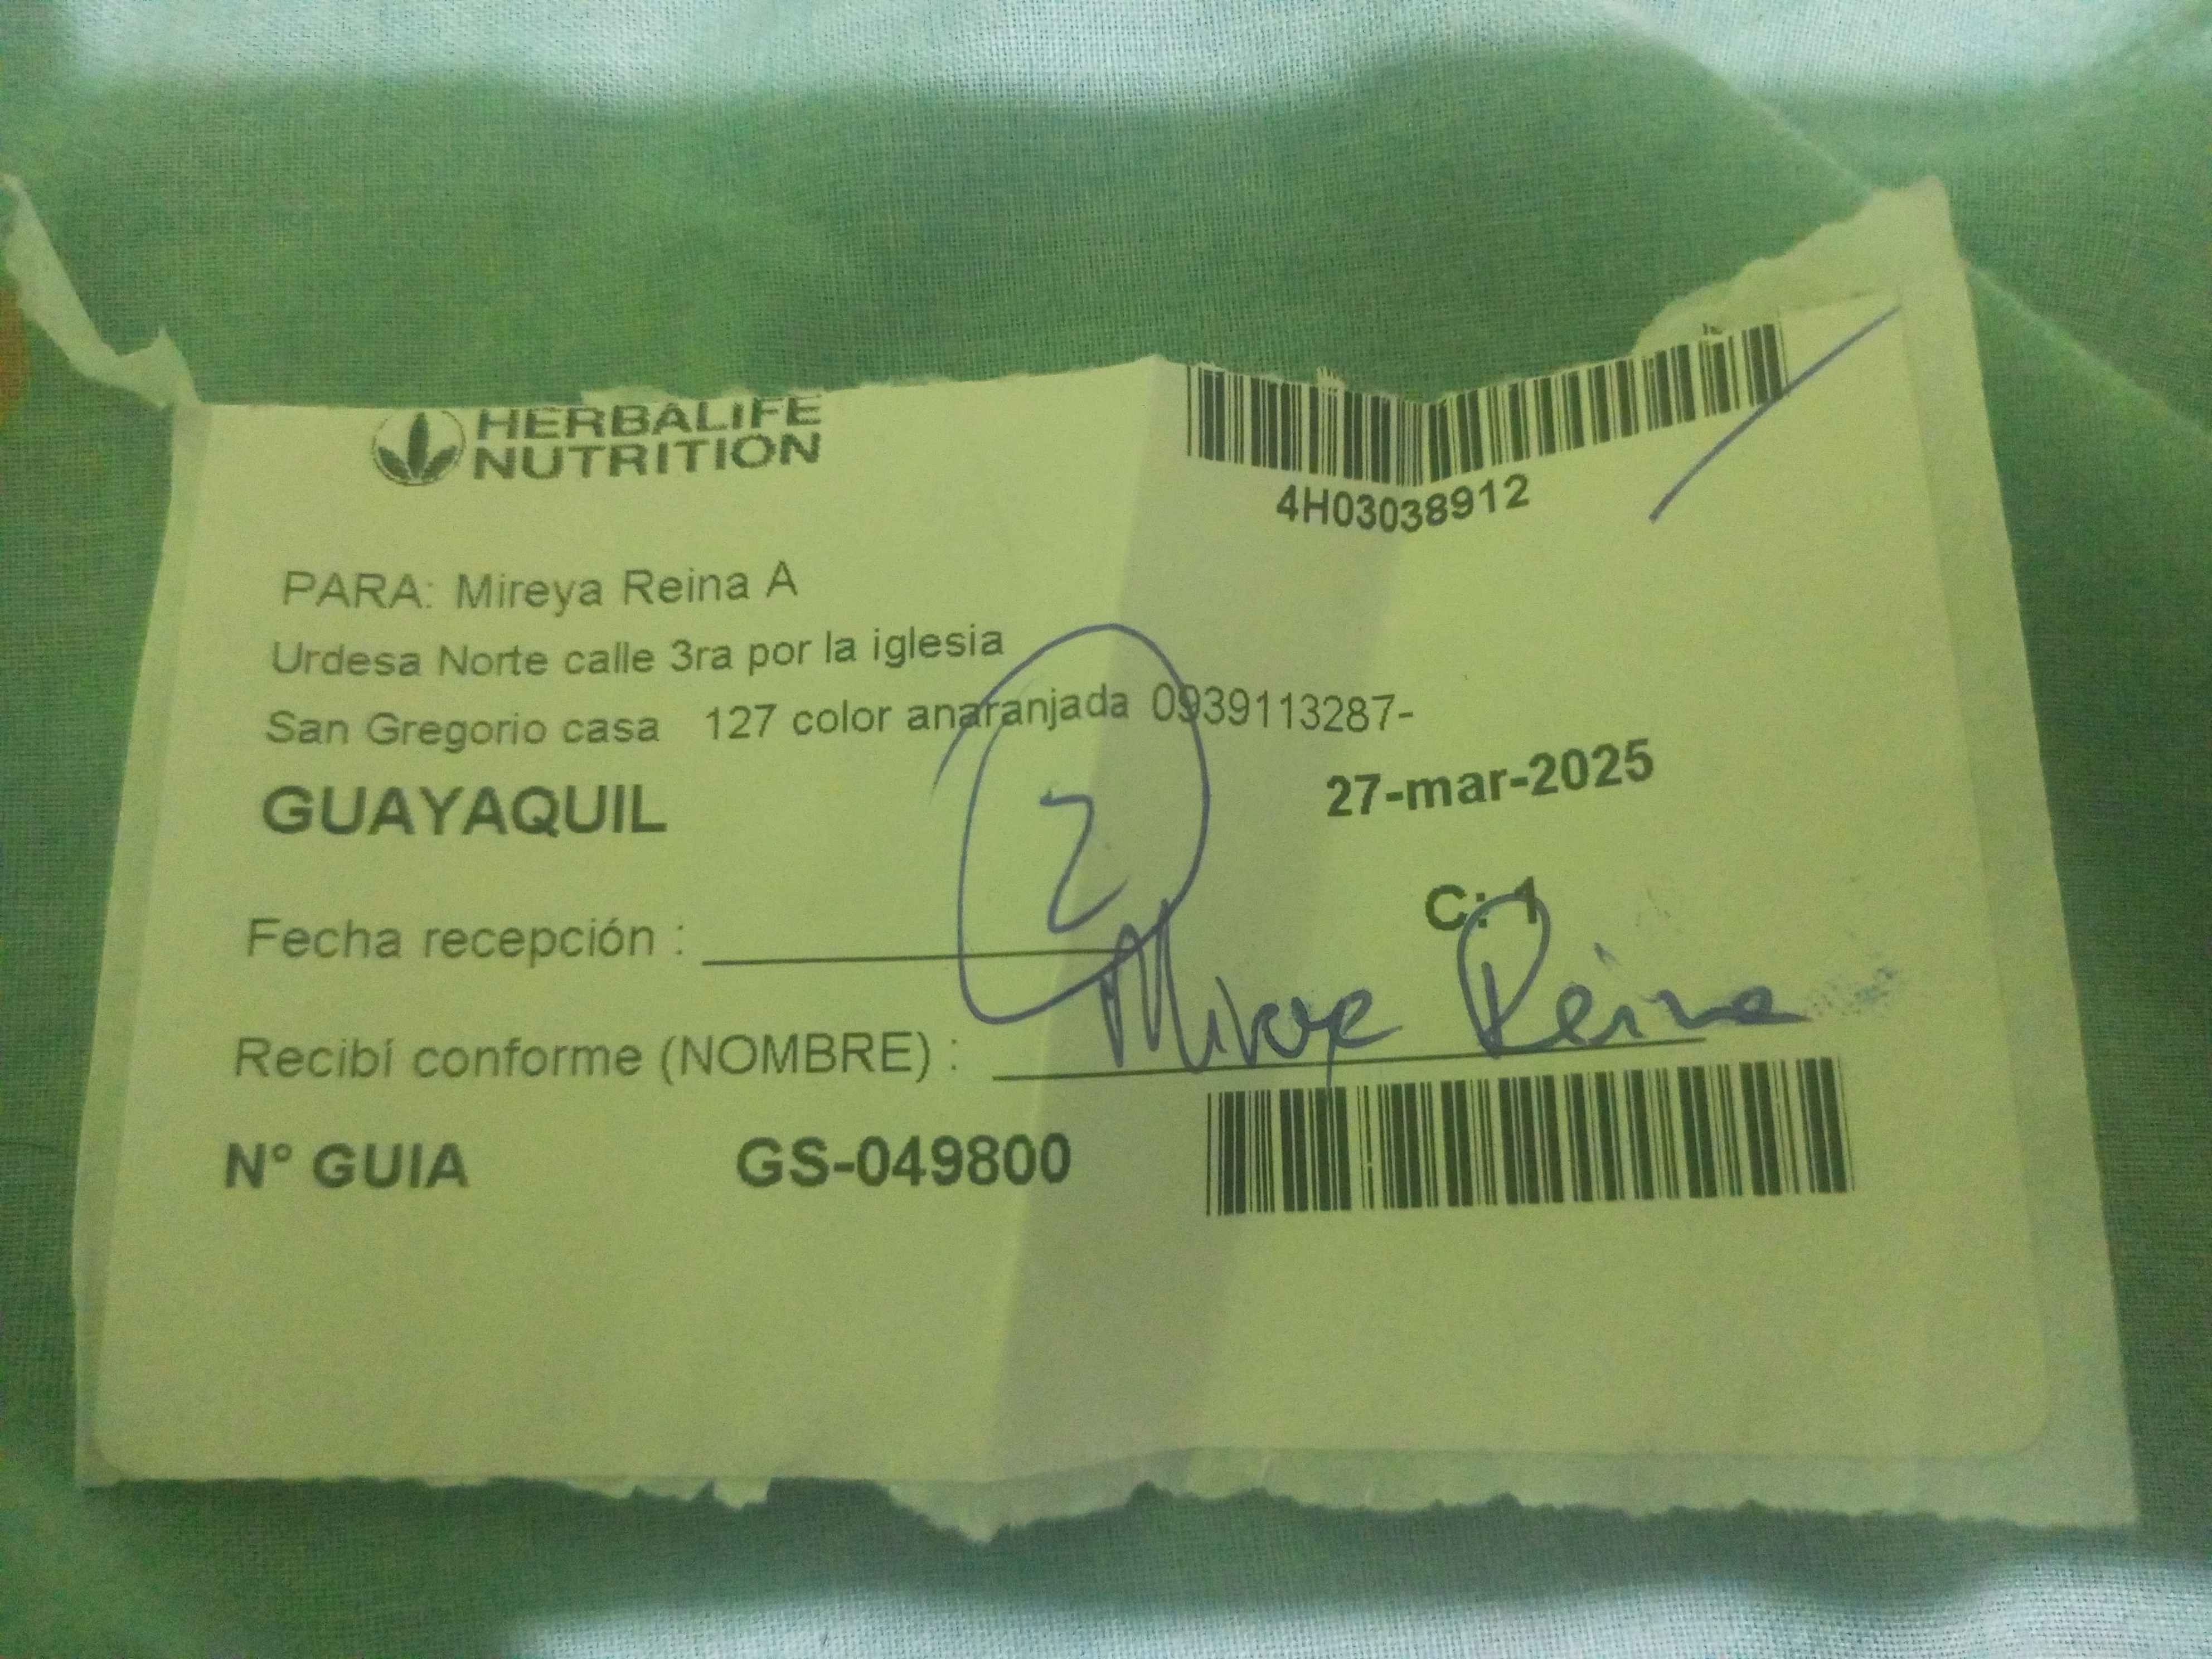 HERBALIFE
NUTRITION
4H03038912
PARA: Mireya Reina A
Urdesa Norte calle 3ra por la iglesia
San Gregorio casa 127 color anaranjada 0939113287-
GUAYAQUIL
27-mar-2025
2
C: 1
Fecha recepción :
Recibí conforme (NOMBRE) : Reina
N° GUIA GS-049800